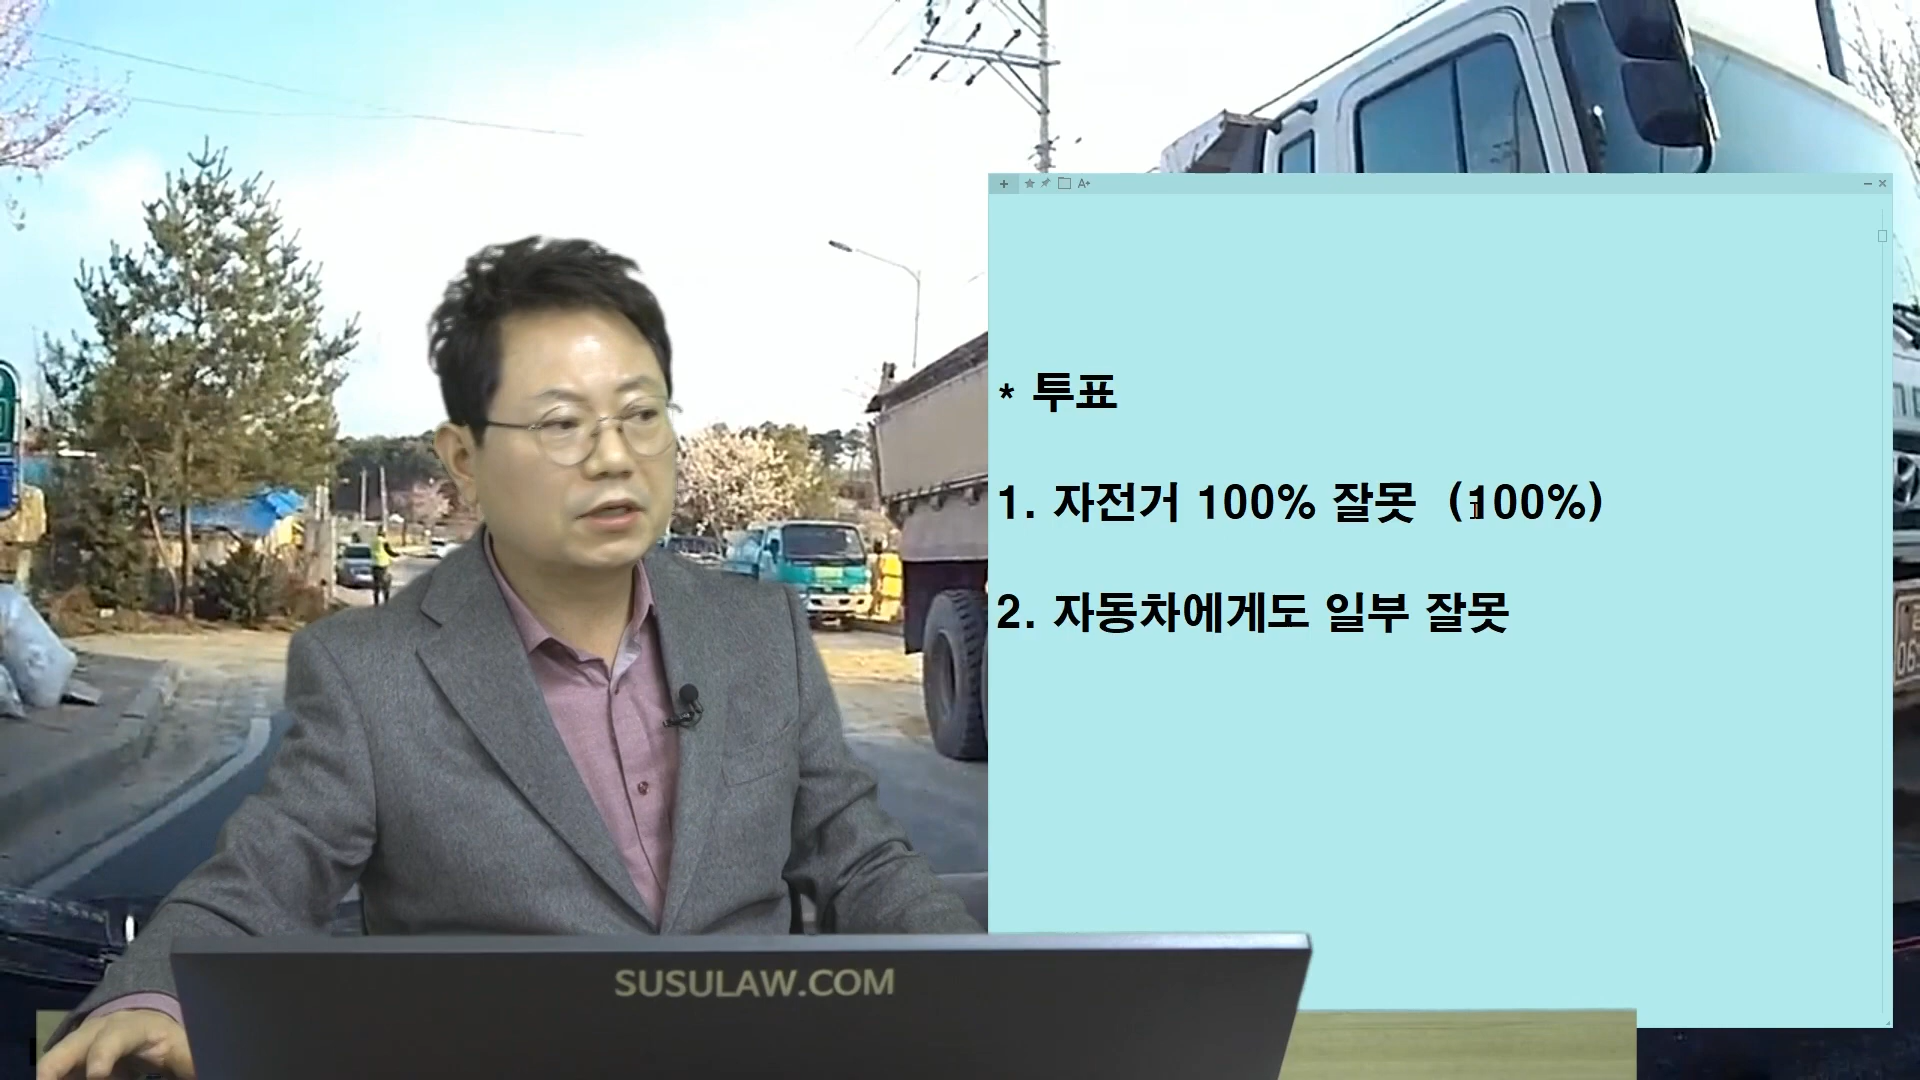 * 투표
1. 자전거 100% 잘못 (100%)
2. 자동차에게도 일부 잘못
SUSULAW.COM